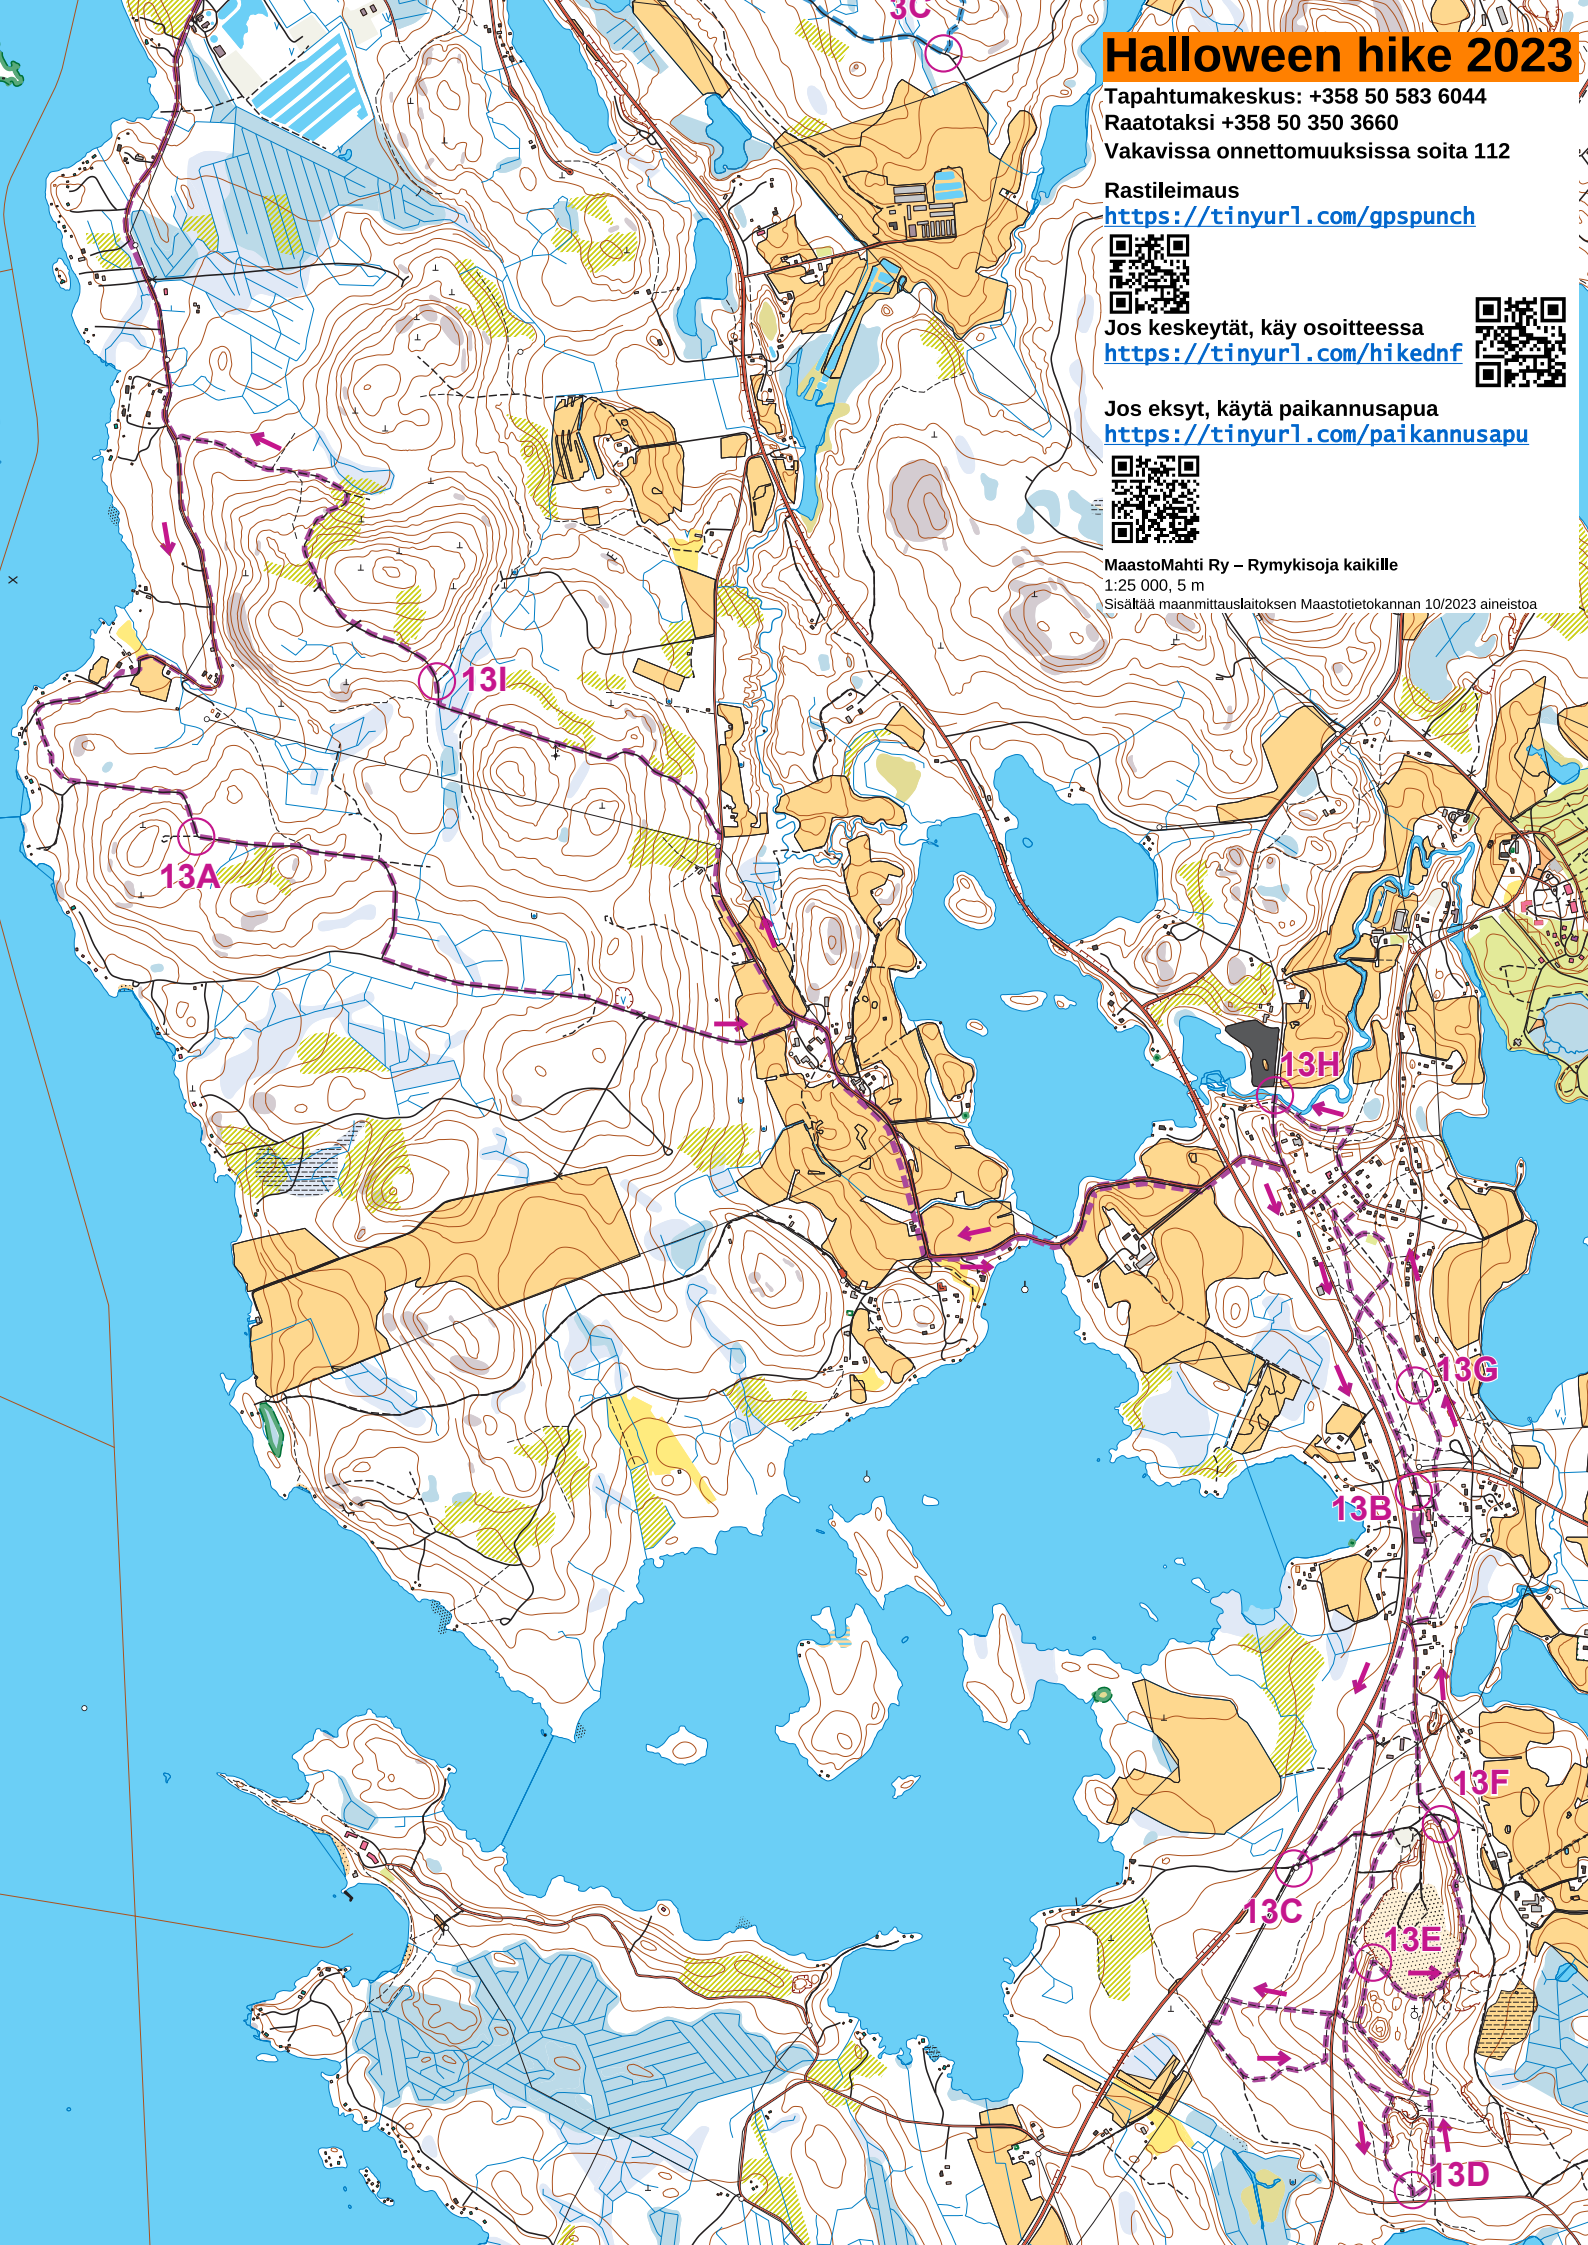 3C
Halloween hike 2023
Tapahtumakeskus: +358 50 583 6044
Raatotaksi +358 50 350 3660
Vakavissa onnettomuuksissa soita 112
Rastileimaus
https://tinyurl.com/gpspunch
Jos keskeytät, käy osoitteessa
https://tinyurl.com/hikednf
Jos eksyt, käytä paikannusapua
https://tinyurl.com/paikannusapu
MaastoMahti Ry – Rymykisoja kaikille
1:25 000, 5 m
Sisältää maanmittauslaitoksen Maastotietokannan 10/2023 aineistoa
13I
13A
13H
13G
13B
13F
13C
13E
13D